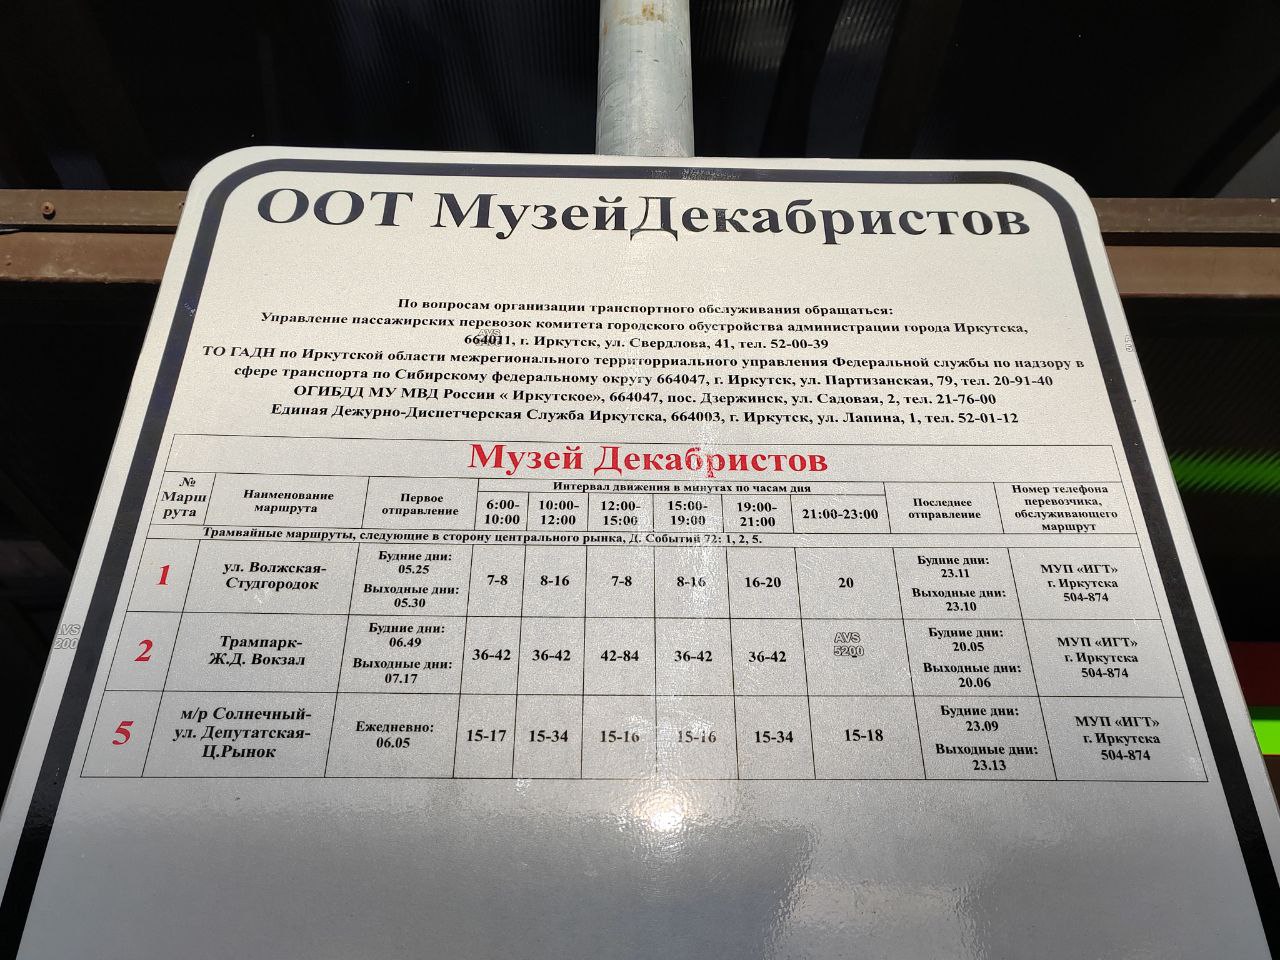 ООТ МузейДекабристов
По вопросам организации транспортного обслуживания обращаться:
Управление пассажирских перевозок комитета городского обустройства администрации города Иркутска,
664011, г. Иркутск, ул. Свердлова, 41, тел. 52-00-39
ТО ГАДН по Иркутской области межрегионального территорриального управления Федеральной службы по надзору в
сфере транспорта по Сибирскому федеральному округу 664047, г. Иркутск, ул. Партизанская, 79, тел. 20-91-40
ОГИБДД МУ МВД России « Иркутское», 664047, пос. Дзержинск, ул. Садовая, 2, тел. 21-76-00
Единая Дежурно-Диспетчерская Служба Иркутска, 664003, г. Иркутск, ул. Лапина, 1, тел. 52-01-12
Музей Декабристов
№ Марш рута
Наименование маршрута
Первое отправление
Интервал движения в минутах по часам дня
6:00-10:00
10:00-12:00
12:00-15:00
15:00-19:00
19:00-21:00
21:00-23:00
Последнее отправление
Номер телефона перевозчика, обслуживающего маршрут
Трамвайные маршруты, следующие в сторону центрального рынка, Д. Событий 72: 1, 2, 5.
1
ул. Волжская-Студгородок
Будние дни: 05.25
Выходные дни: 05.30
7-8
8-16
7-8
8-16
16-20
20
Будние дни: 23.11
Выходные дни: 23.10
МУП «ИГТ» г. Иркутска 504-874
2
Трампарк-Ж.Д. Вокзал
Будние дни: 06.49
Выходные дни: 07.17
36-42
36-42
42-84
36-42
36-42
AVS 5200
Будние дни: 20.05
Выходные дни: 20.06
МУП «ИГТ» г. Иркутска 504-874
5
м/р Солнечный-ул. Депутатская-Ц.Рынок
Ежедневно: 06.05
15-17
15-34
15-16
15-16
15-34
15-18
Будние дни: 23.09
Выходные дни: 23.13
МУП «ИГТ» г. Иркутска 504-874